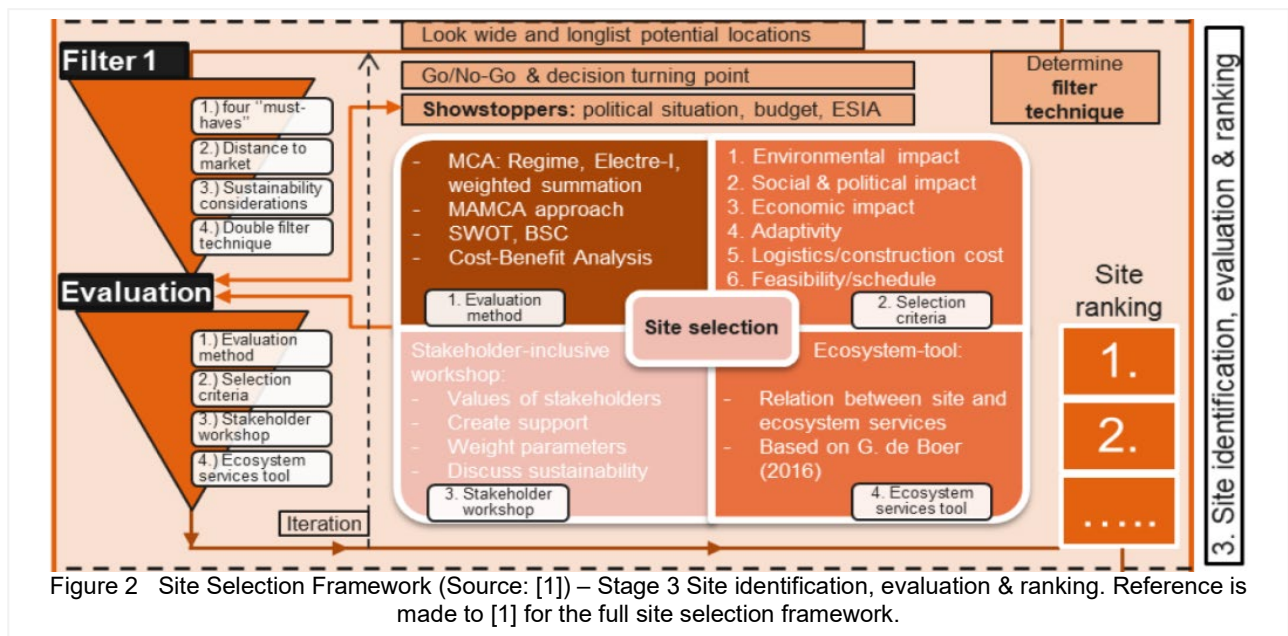 Look wide and longlist potential locations
Filter 1
Go/No-Go & decision turning point
Determine
filter
technique
Showstoppers: political situation, budget, ESIA
1.) four "must-
haves"
2.) Distance to
market
3.) Sustainability
considerations
4.) Double filter
technique
- MCA: Regime, Electre-I,
weighted summation
- MAMCA approach
- SWOT, BSC
- Cost-Benefit Analysis
1. Evaluation
method
1. Environmental impact
2. Social & political impact
3. Economic impact
4. Adaptivity
5. Logistics/construction cost
6. Feasibility/schedule
2. Selection
criteria
Site selection
Evaluation
1.) Evaluation
method
2.) Selection
criteria
3.) Stakeholder
workshop
4.) Ecosystem
services tool
Stakeholder-inclusive
workshop:
- Values of stakeholders
- Create support
- Weight parameters
- Discuss sustainability
3. Stakeholder
workshop
Ecosystem-tool:
- Relation between site and
ecosystem services
- Based on G. de Boer
(2016)
4. Ecosystem
services tool
Site
ranking
1.
2.
.....
Iteration
3. Site identification, evaluation & ranking
Figure 2 Site Selection Framework (Source: [1]) – Stage 3 Site identification, evaluation & ranking. Reference is
made to [1] for the full site selection framework.